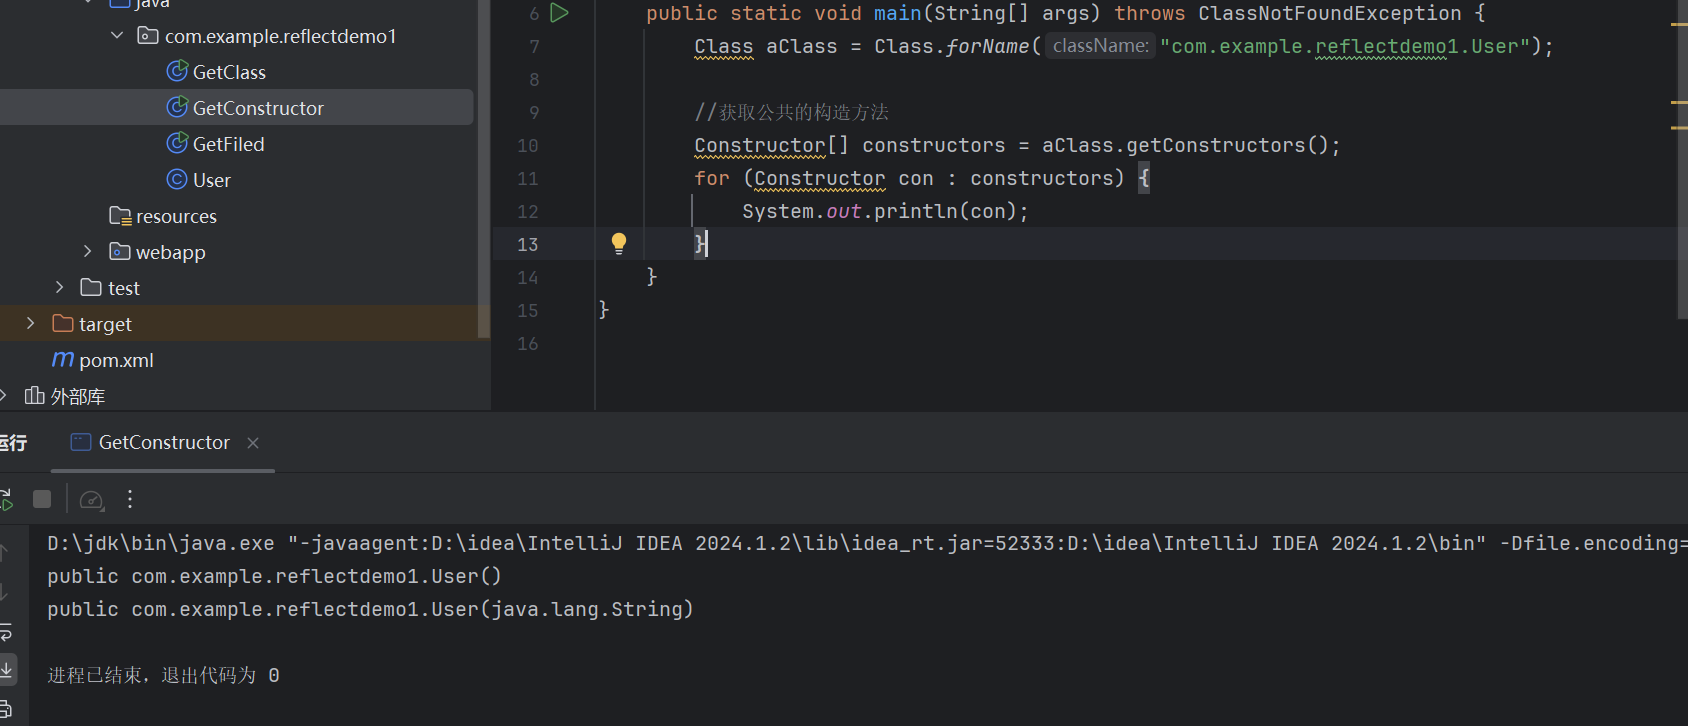 java
com.example.reflectdemo1
GetClass
GetConstructor
GetFiled
User
resources
webapp
test
target
pom.xml
外部库
6 public static void main(String[] args) throws ClassNotFoundException {
7 Class aClass = Class.forName( className: "com.example.reflectdemo1.User");
8
9 //获取公共的构造方法
10 Constructor[] constructors = aClass.getConstructors();
11 for (Constructor con : constructors) {
12 System.out.println(con);
13 }
14 }
15 }
16
运行 GetConstructor
D:\jdk\bin\java.exe "-javaagent:D:\idea\IntelliJ IDEA 2024.1.2\lib\idea_rt.jar=52333:D:\idea\IntelliJ IDEA 2024.1.2\bin" -Dfile.encoding=
public com.example.reflectdemo1.User()
public com.example.reflectdemo1.User(java.lang.String)
进程已结束，退出代码为 0